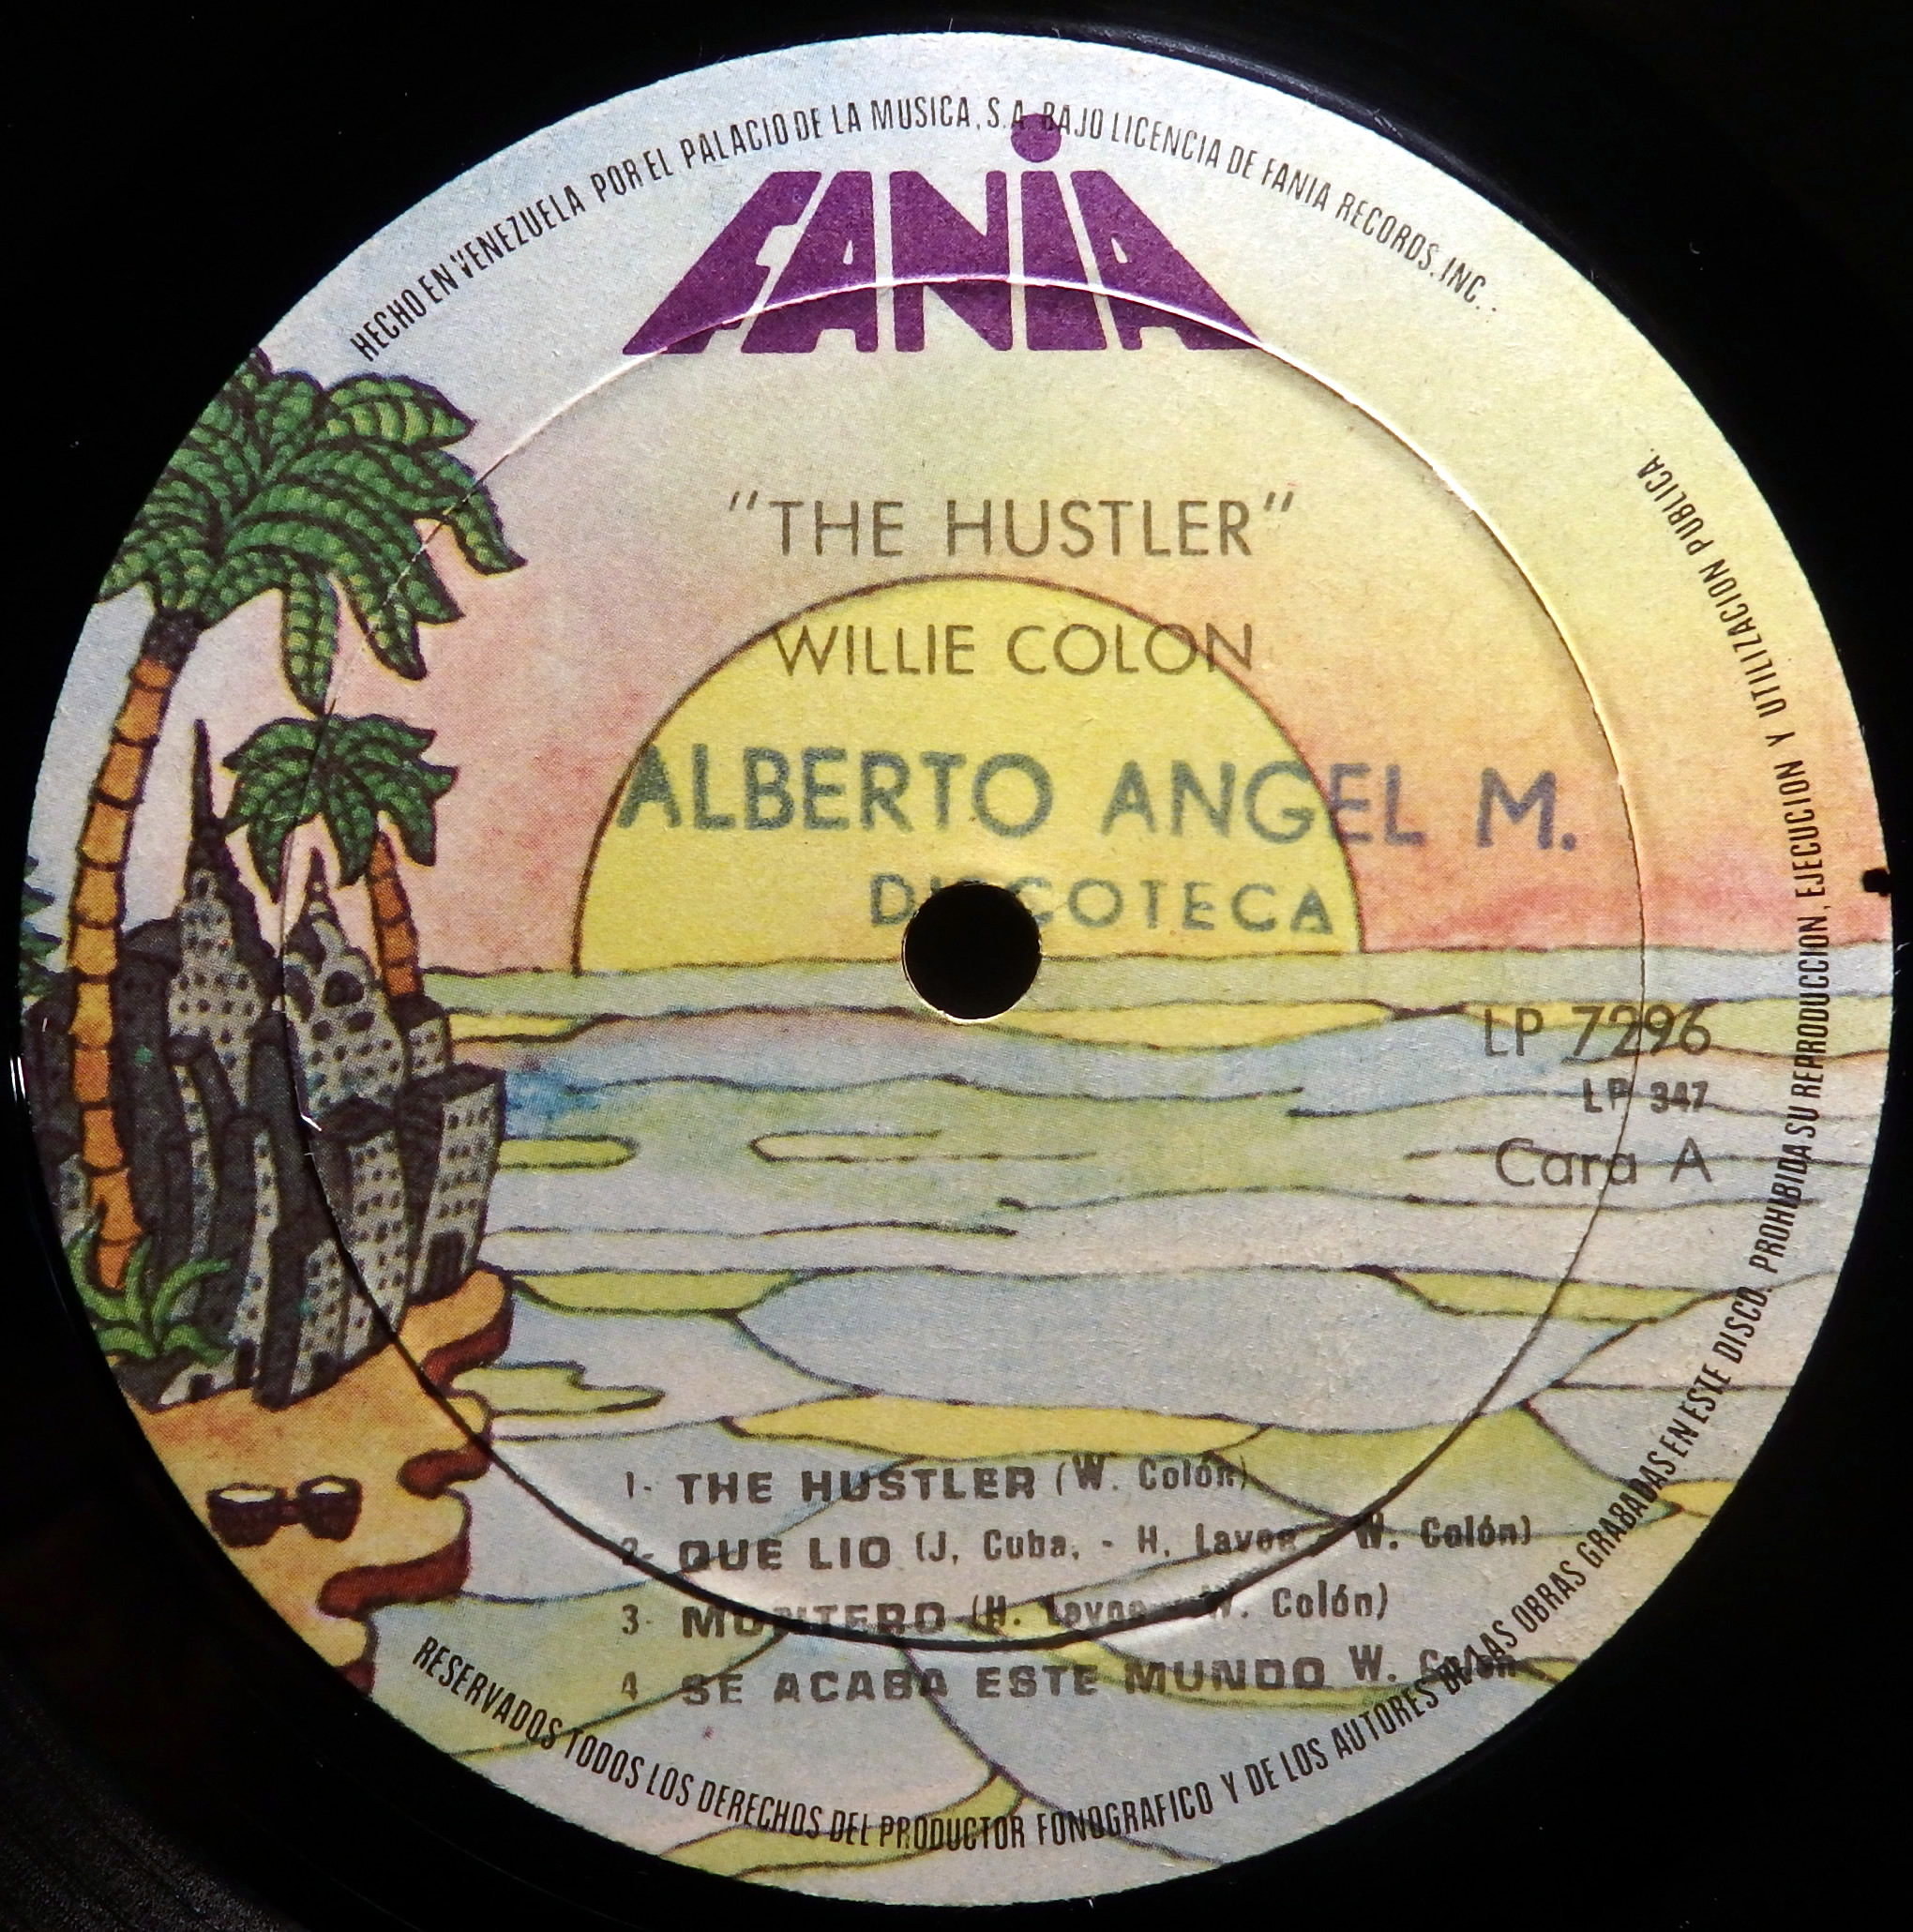 HECHO EN VENEZUELA POR EL PALACIO DE LA MUSICA, S.A. BAJO LICENCIA DE FANIA RECORDS, INC.
FANiA
"THE HUSTLER"
WILLIE COLON
ALBERTO ANGEL M.
DISCOTECA
LP 7296
LP 347
Cara A
1- THE HUSTLER (W. Colón)
2- QUE LIO (J, Cuba, - H. Lavoe - W. Colón)
3- MONTERO (H. Lavoe - W. Colón)
4 SE ACABA ESTE MUNDO W. Colón
RESERVADOS TODOS LOS DERECHOS DEL PRODUCTOR FONOGRAFICO Y DE LOS AUTORES DE LAS OBRAS GRABADAS EN ESTE DISCO. PROHIBIDA SU REPRODUCCION, EJECUCION Y UTILIZACION PUBLICA.